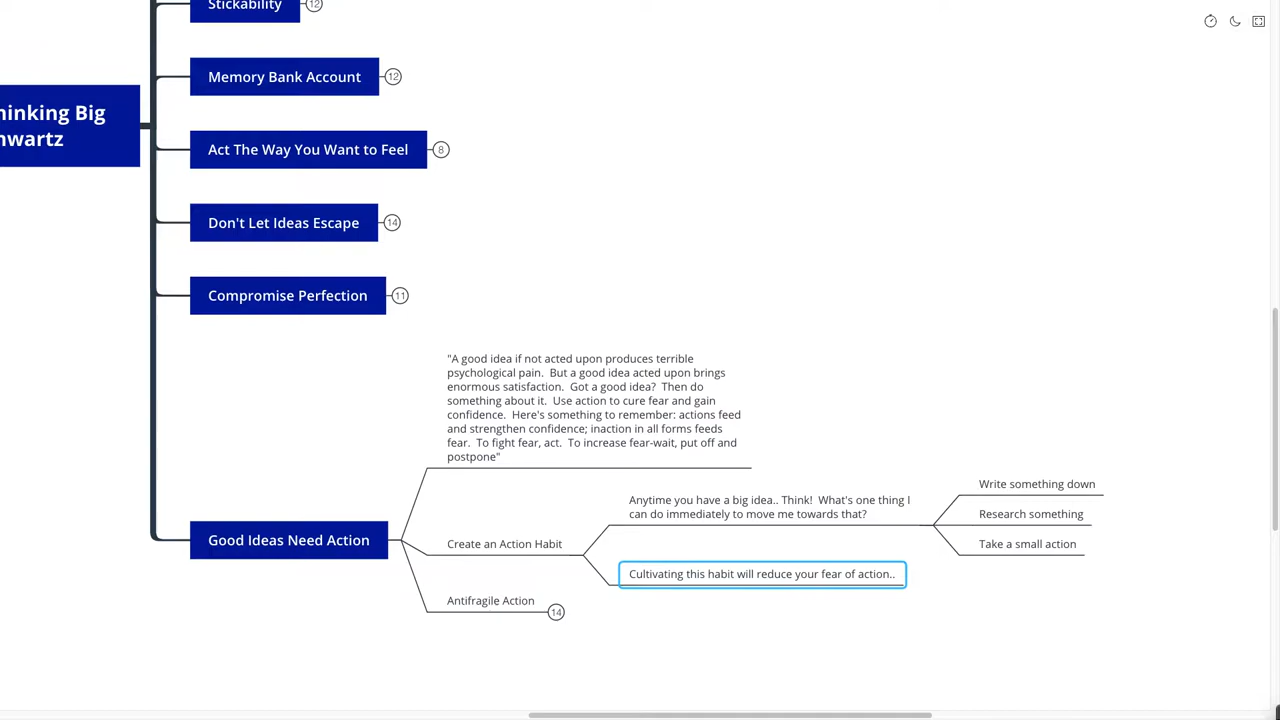 Stickability
12
Memory Bank Account
12
hinking Big
hwartz
Act The Way You Want to Feel
8
Don't Let Ideas Escape
14
Compromise Perfection
11
"A good idea if not acted upon produces terrible
psychological pain.  But a good idea acted upon brings
enormous satisfaction.  Got a good idea?  Then do
something about it.  Use action to cure fear and gain
confidence.  Here's something to remember: actions feed
and strengthen confidence; inaction in all forms feeds
fear.  To fight fear, act.  To increase fear-wait, put off and
postpone"
Good Ideas Need Action
Create an Action Habit
Anytime you have a big idea.. Think!  What's one thing I
can do immediately to move me towards that?
Write something down
Research something
Take a small action
Cultivating this habit will reduce your fear of action..
Antifragile Action
14